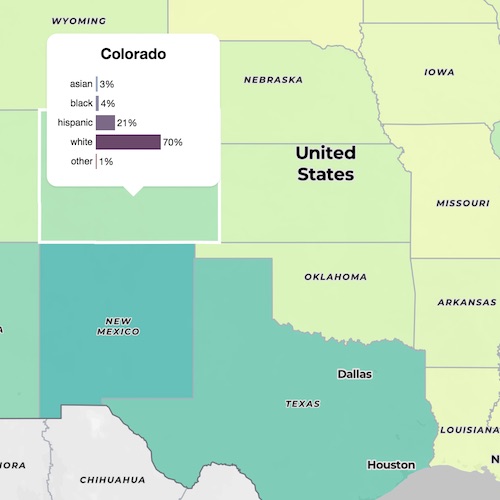 WYOMING
Colorado
asian 3%
black 4%
hispanic 21%
white 70%
other 1%
NEBRASKA
IOWA
United
States
MISSOURI
OKLAHOMA
ARKANSAS
NEW
MEXICO
A
Dallas
TEXAS
LOUISIANA
Houston
N
ORA
CHIHUAHUA